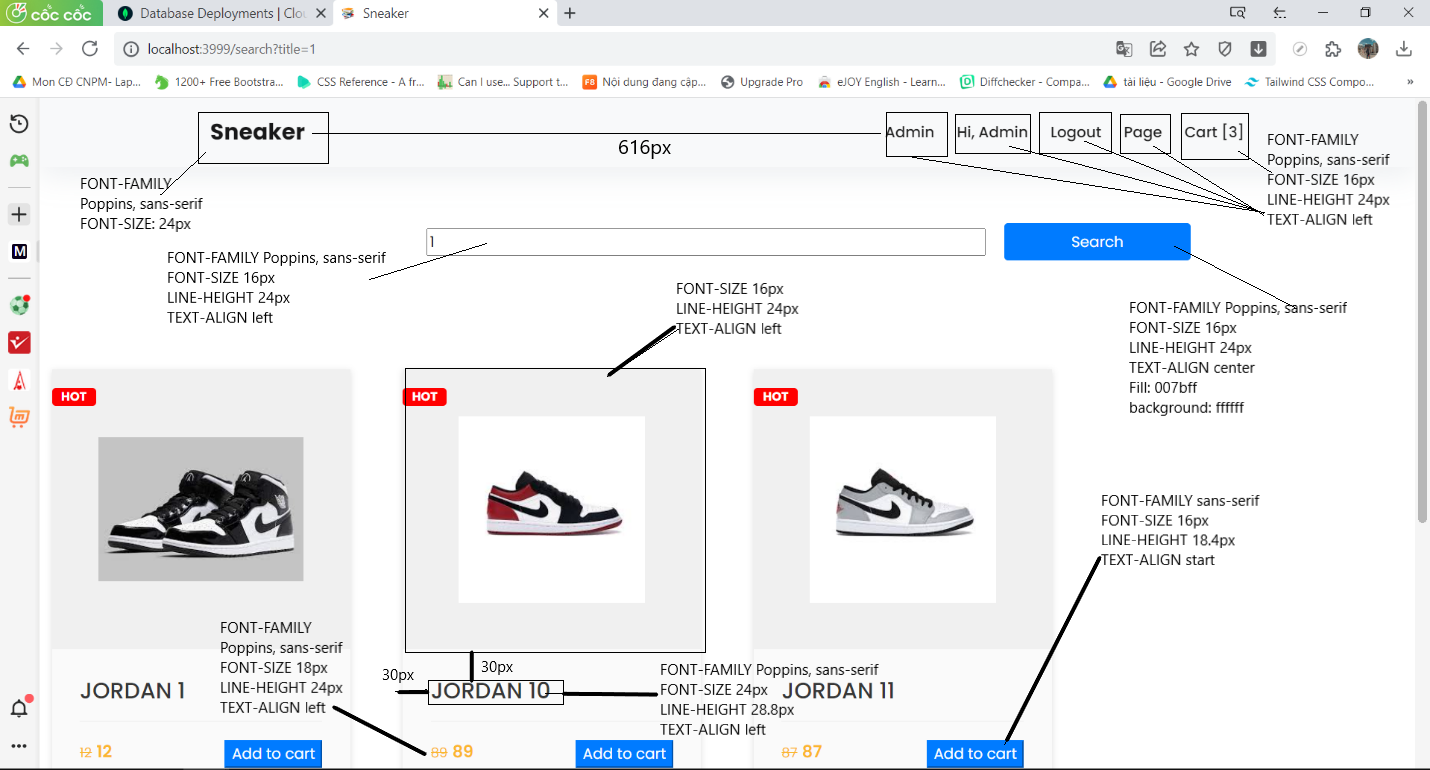 cốc cốc
Database Deployments | Clou
Sneaker
localhost:3999/search?title=1
Mon CĐ CNPM- Lap...
1200+ Free Bootstra...
CSS Reference - A fr...
Can I use... Support t...
Nội dung đang cập...
Upgrade Pro
eJOY English - Learn...
Diffchecker - Compa...
tài liệu - Google Drive
Tailwind CSS Compo...
»
Sneaker
616px
Admin
Hi, Admin
Logout
Page
Cart [3]
FONT-FAMILY
Poppins, sans-serif
FONT-SIZE 16px
LINE-HEIGHT 24px
TEXT-ALIGN left
FONT-FAMILY
Poppins, sans-serif
FONT-SIZE: 24px
1
Search
FONT-FAMILY Poppins, sans-serif
FONT-SIZE 16px
LINE-HEIGHT 24px
TEXT-ALIGN left
FONT-SIZE 16px
LINE-HEIGHT 24px
TEXT-ALIGN left
FONT-FAMILY Poppins, sans-serif
FONT-SIZE 16px
LINE-HEIGHT 24px
TEXT-ALIGN center
Fill: 007bff
background: ffffff
HOT
HOT
HOT
FONT-FAMILY sans-serif
FONT-SIZE 16px
LINE-HEIGHT 18.4px
TEXT-ALIGN start
FONT-FAMILY
Poppins, sans-serif
FONT-SIZE 18px
LINE-HEIGHT 24px
TEXT-ALIGN left
30px
30px
FONT-FAMILY Poppins, sans-serif
FONT-SIZE 24px
LINE-HEIGHT 28.8px
TEXT-ALIGN left
JORDAN 1
JORDAN 10
JORDAN 11
12 12
Add to cart
89 89
Add to cart
87 87
Add to cart